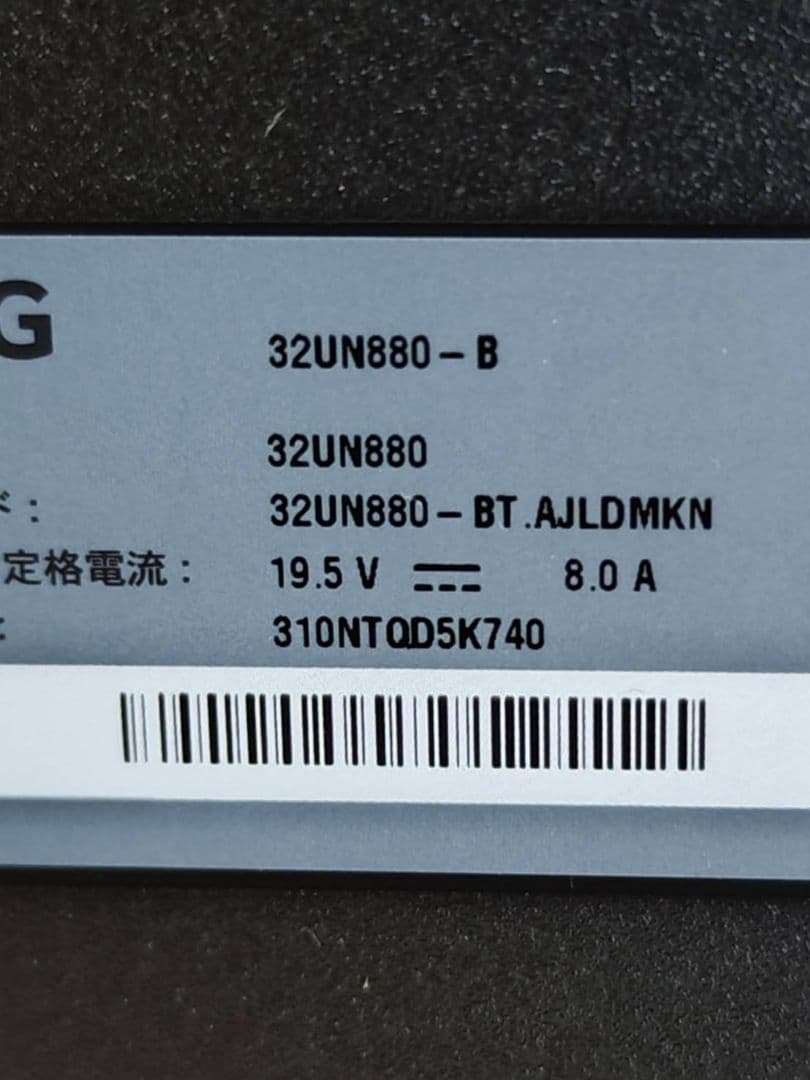 G
32UN880-B
32UN880
ド: 32UN880-BT.AJLDMKN
定格電流: 19.5 V ⎓ 8.0 A
: 310NTQD5K740